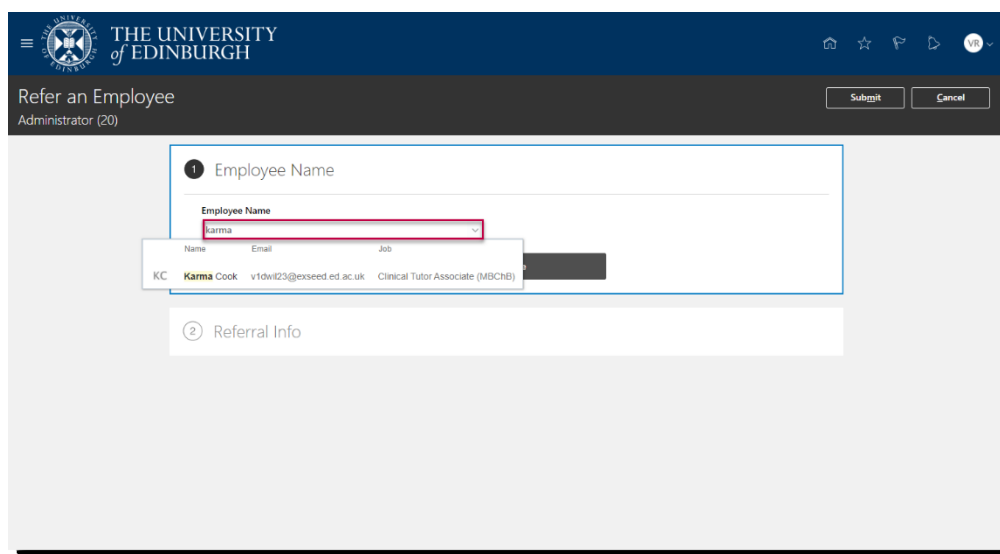 THE UNIVERSITY
of EDINBURGH
VR
Refer an Employee
Administrator (20)
Submit
Cancel
1 Employee Name
Employee Name
karma
Name Email Job
KC Karma Cook v1dwil23@exseed.ed.ac.uk Clinical Tutor Associate (MBChB)
2 Referral Info